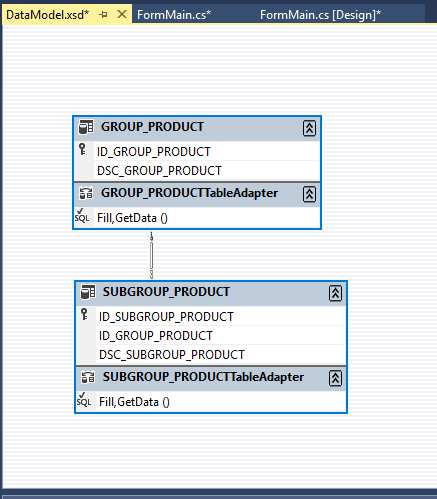 DataModel.xsd* FormMain.cs* FormMain.cs [Design]*
GROUP_PRODUCT
ID_GROUP_PRODUCT
DSC_GROUP_PRODUCT
GROUP_PRODUCTTableAdapter
SQL Fill,GetData ()
SUBGROUP_PRODUCT
ID_SUBGROUP_PRODUCT
ID_GROUP_PRODUCT
DSC_SUBGROUP_PRODUCT
SUBGROUP_PRODUCTTableAdapter
SQL Fill,GetData ()